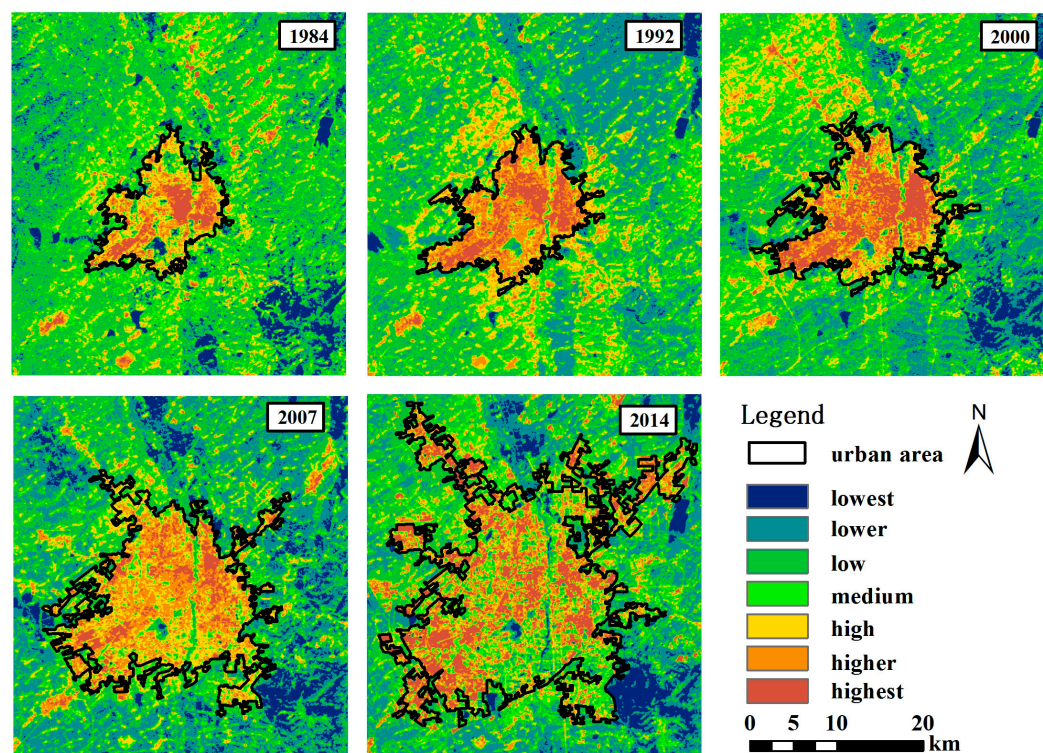 1984
1992
2000
2007
2014
Legend
N
urban area
lowest
lower
low
medium
high
higher
highest
0 5 10 20
km